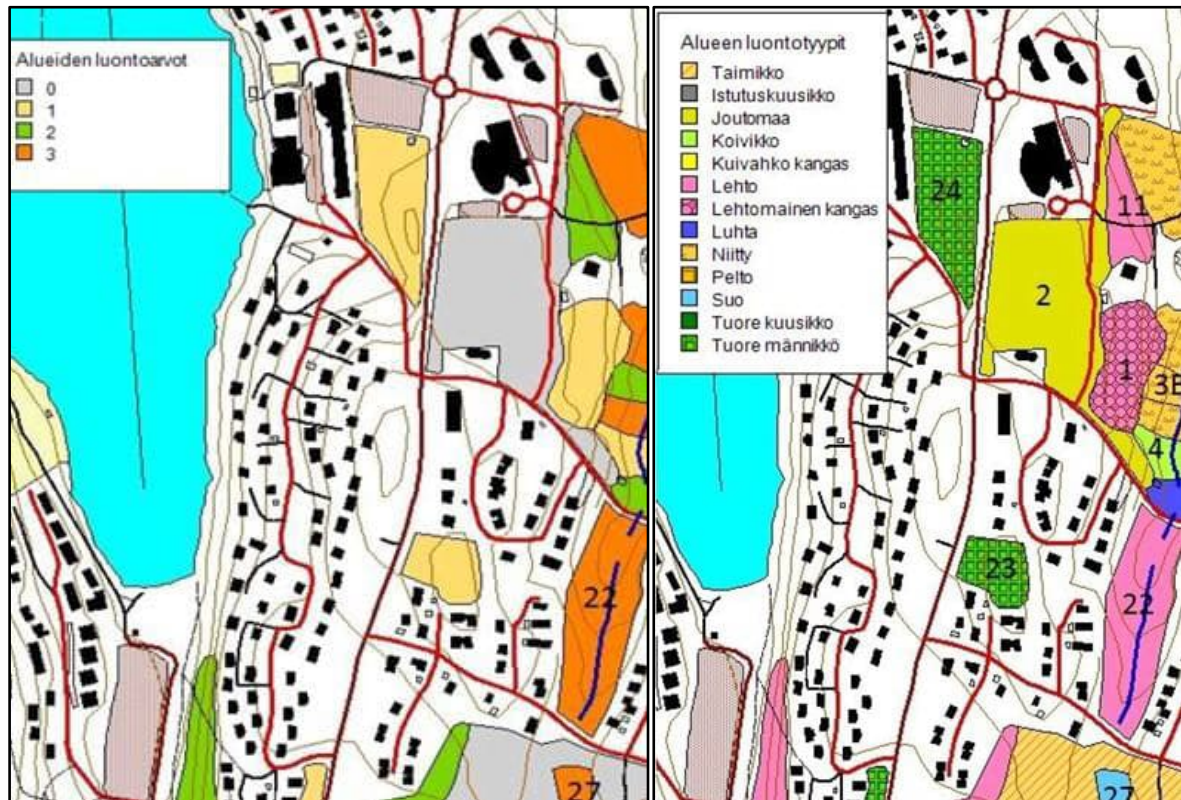 Alueiden luontoarvot
0
1
2
3
22
27
Alueen luontotyypit
Taimikko
Istutuskuusikko
Joutomaa
Koivikko
Kuivahko kangas
Lehto
Lehtomainen kangas
Luhta
Niitty
Pelto
Suo
Tuore kuusikko
Tuore männikkö
24
11
2
1
3E
4
23
22
27